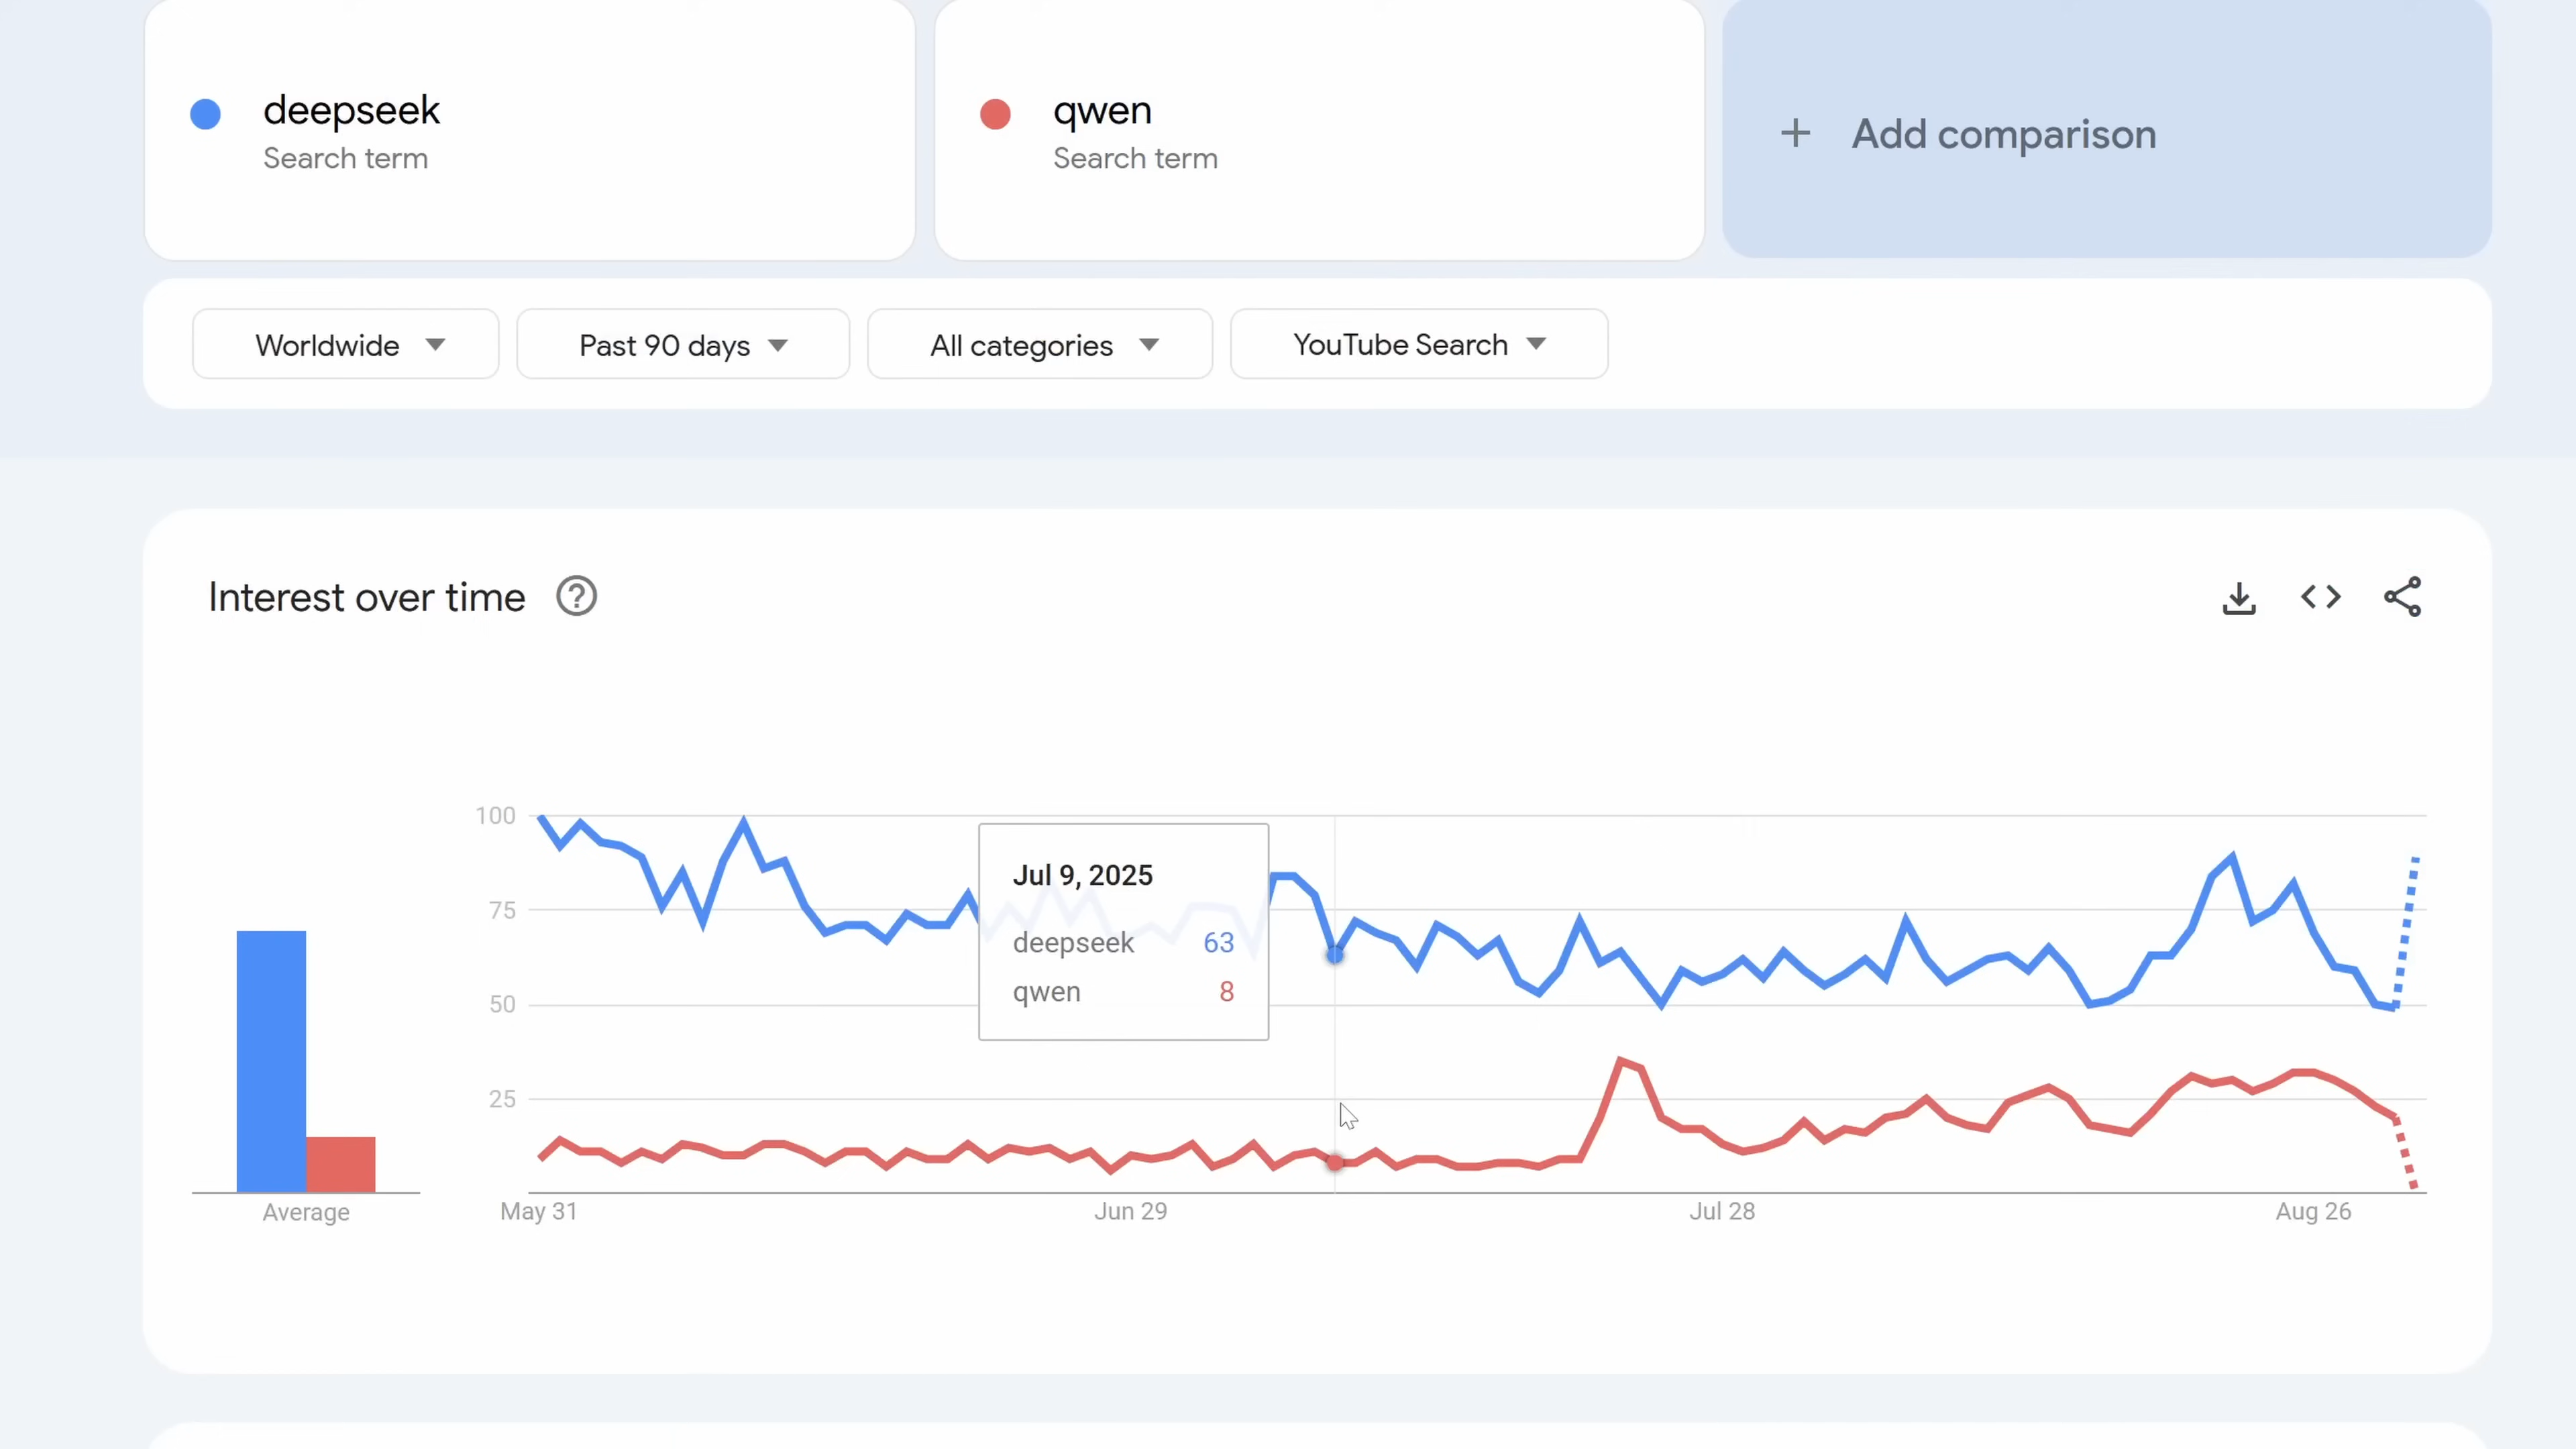 deepseek
Search term
qwen
Search term
+ Add comparison
Worldwide
Past 90 days
All categories
YouTube Search
Interest over time
100
75
50
25
Jul 9, 2025
deepseek 63
qwen 8
Average
May 31
Jun 29
Jul 28
Aug 26